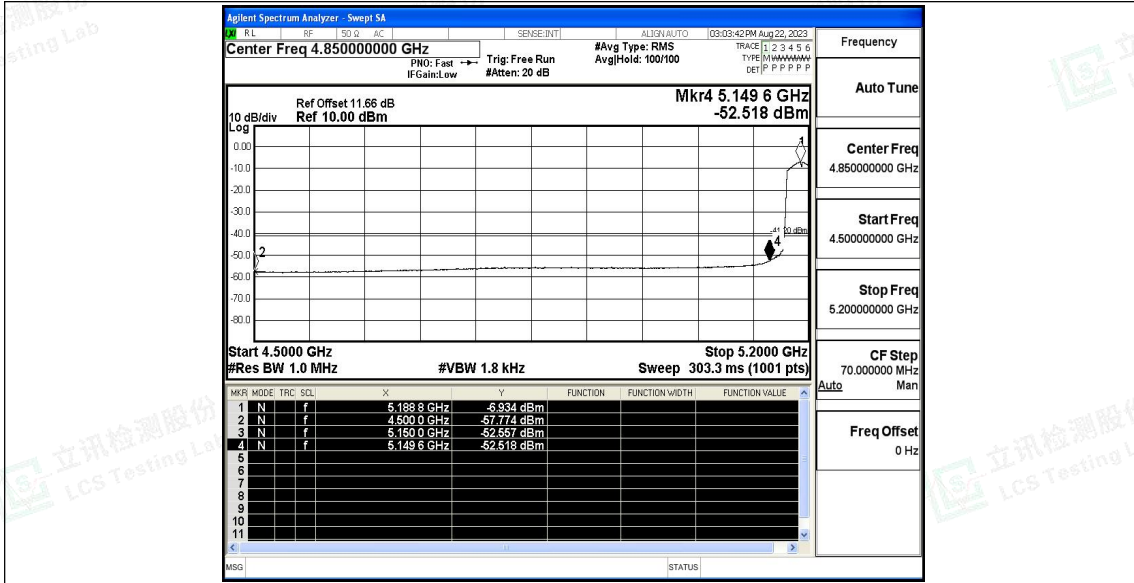 Agilent Spectrum Analyzer - Swept SA
LXI RL RF 50 Ω AC SENSE:INT ALIGN AUTO 03:03:42 PM Aug 22, 2023
Center Freq 4.850000000 GHz
PNO: Fast
IFGain:Low
Trig: Free Run
#Atten: 20 dB
#Avg Type: RMS
Avg|Hold: 100/100
TRACE 1 2 3 4 5 6
TYPE M WWWWW
DET P P P P P P
Ref Offset 11.66 dB
10 dB/div Ref 10.00 dBm
Log
Mkr4 5.149 6 GHz
-52.518 dBm
0.00
-10.0
-20.0
-30.0
-40.0
-50.0
-60.0
-70.0
-80.0
1
2
4
-41.20 dBm
Start 4.5000 GHz Stop 5.2000 GHz
#Res BW 1.0 MHz #VBW 1.8 kHz Sweep 303.3 ms (1001 pts)
MKR MODE TRC SCL X Y FUNCTION FUNCTION WIDTH FUNCTION VALUE
1 N f 5.188 8 GHz -6.934 dBm
2 N f 4.500 0 GHz -57.774 dBm
3 N f 5.150 0 GHz -52.557 dBm
4 N f 5.149 6 GHz -52.518 dBm
5
6
7
8
9
10
11
MSG STATUS
Frequency
Auto Tune
Center Freq
4.850000000 GHz
Start Freq
4.500000000 GHz
Stop Freq
5.200000000 GHz
CF Step
70.000000 MHz
Auto Man
Freq Offset
0 Hz
立讯检测股份
LCS Testing Lab
立讯检测股份
LCS Testing L